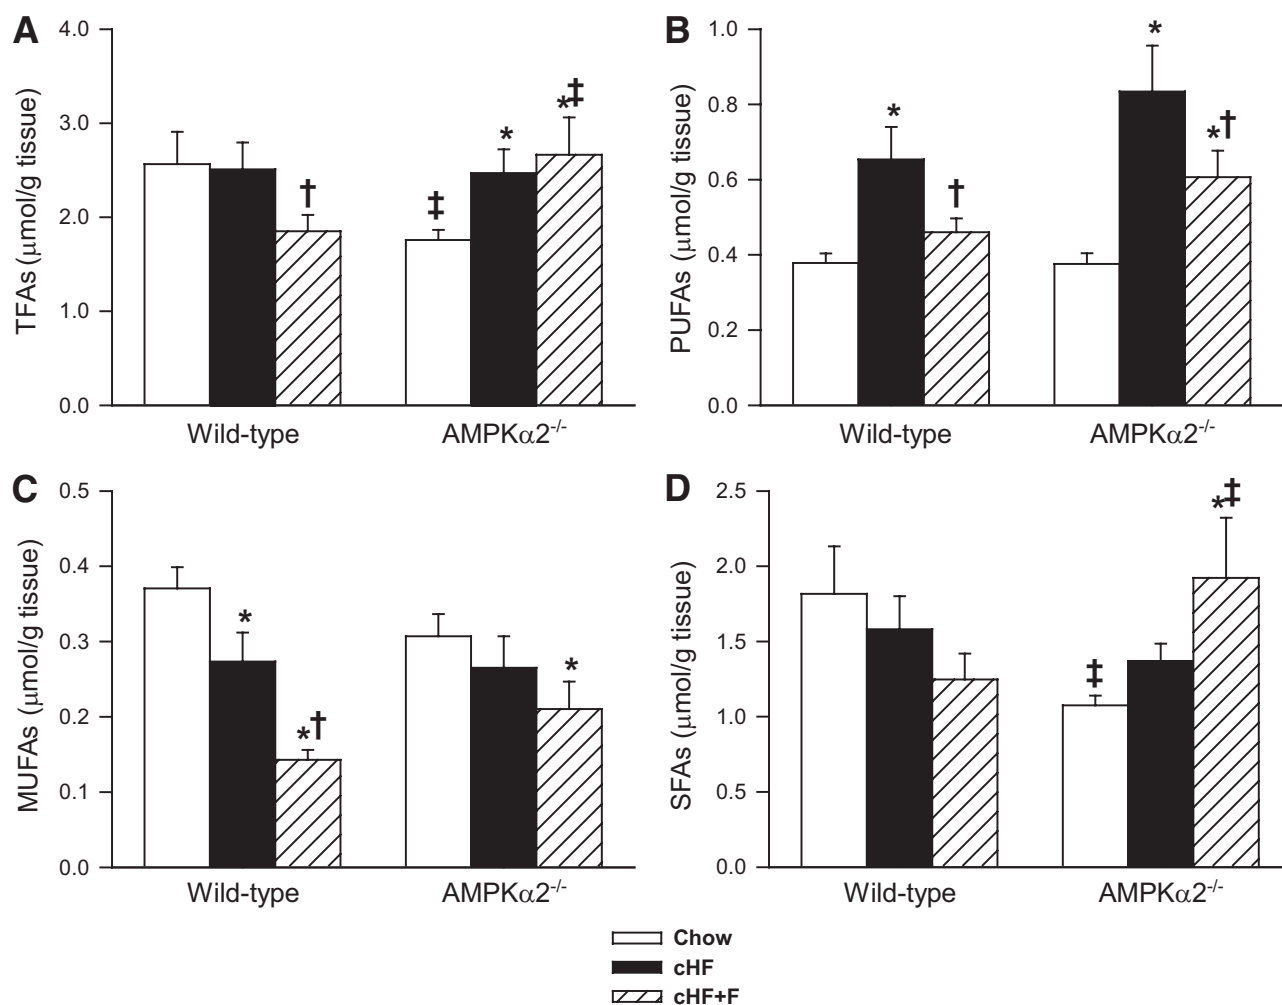 A
TFAs (μmol/g tissue)
4.0
3.0
2.0
1.0
0.0
†
‡
*
*‡
Wild-type
AMPKα2-/-
B
PUFAs (μmol/g tissue)
1.0
0.8
0.6
0.4
0.2
0.0
*
†
*
*†
Wild-type
AMPKα2-/-
C
MUFAs (μmol/g tissue)
0.5
0.4
0.3
0.2
0.1
0.0
*
*†
*
Wild-type
AMPKα2-/-
D
SFAs (μmol/g tissue)
2.5
2.0
1.5
1.0
0.5
0.0
‡
*‡
Wild-type
AMPKα2-/-
Chow
cHF
cHF+F